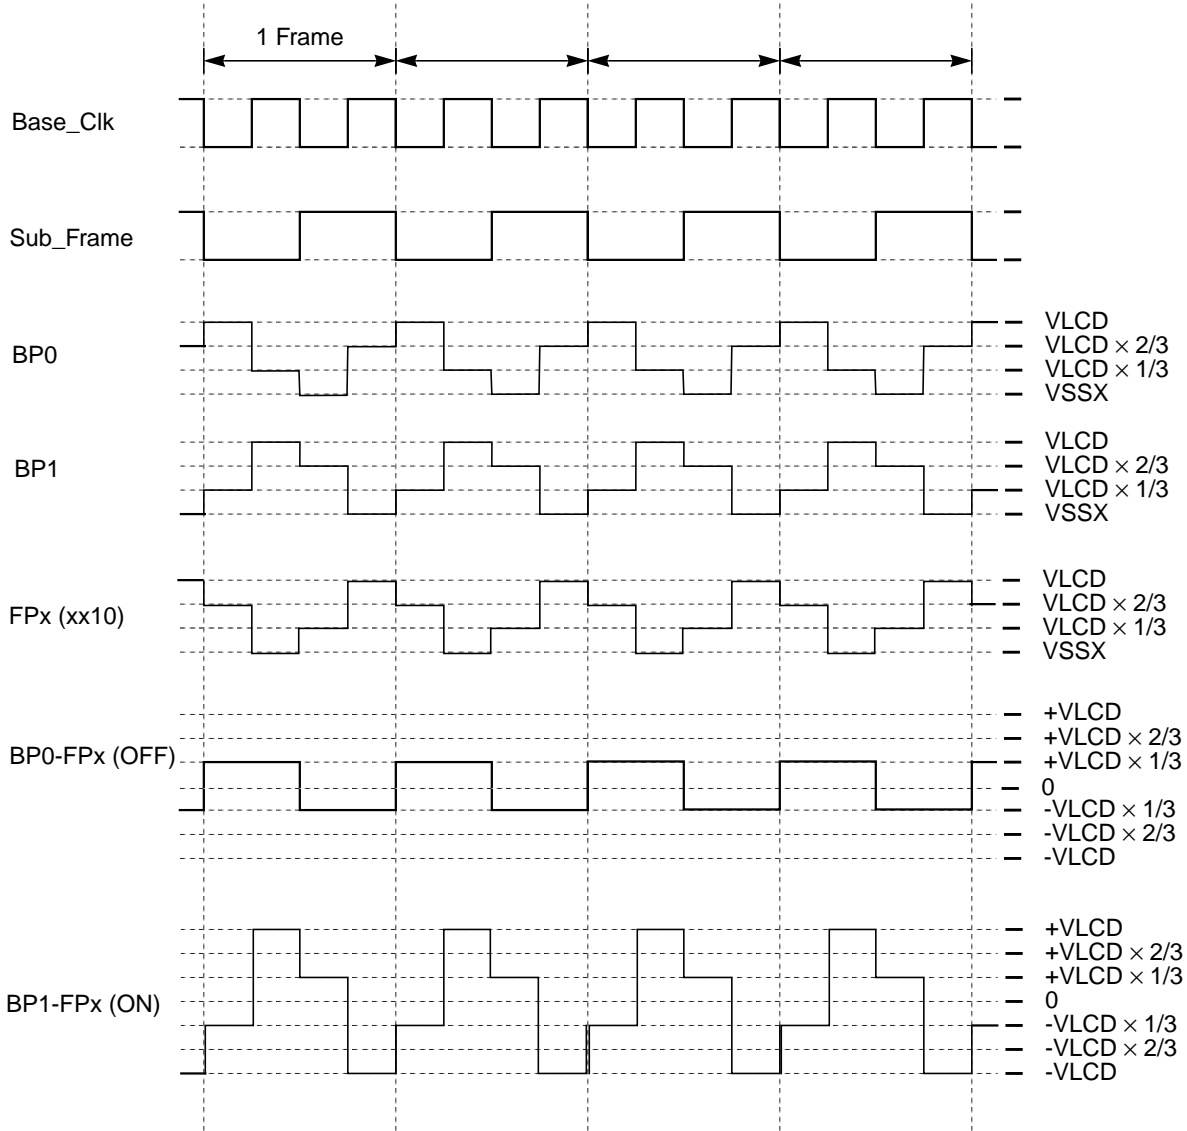 1 Frame
Base_Clk
Sub_Frame
BP0
VLCD
VLCD × 2/3
VLCD × 1/3
VSSX
BP1
VLCD
VLCD × 2/3
VLCD × 1/3
VSSX
FPx (xx10)
VLCD
VLCD × 2/3
VLCD × 1/3
VSSX
BP0-FPx (OFF)
+VLCD
+VLCD × 2/3
+VLCD × 1/3
0
-VLCD × 1/3
-VLCD × 2/3
-VLCD
BP1-FPx (ON)
+VLCD
+VLCD × 2/3
+VLCD × 1/3
0
-VLCD × 1/3
-VLCD × 2/3
-VLCD